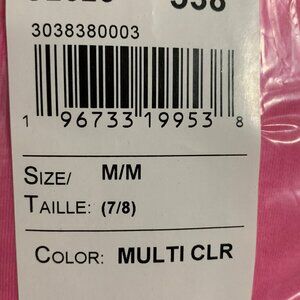 3038380003
1 96733 19953 8
SIZE/ M/M
TAILLE: (7/8)
COLOR: MULTI CLR